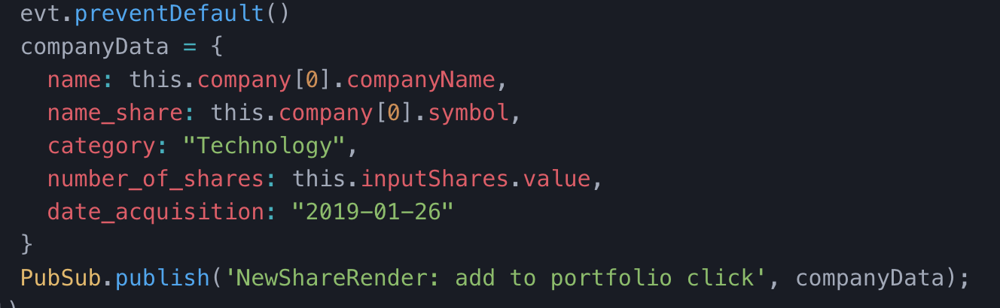 evt.preventDefault()
companyData = {
  name: this.company[0].companyName,
  name_share: this.company[0].symbol,
  category: "Technology",
  number_of_shares: this.inputShares.value,
  date_acquisition: "2019-01-26"
}
PubSub.publish('NewShareRender: add to portfolio click', companyData);